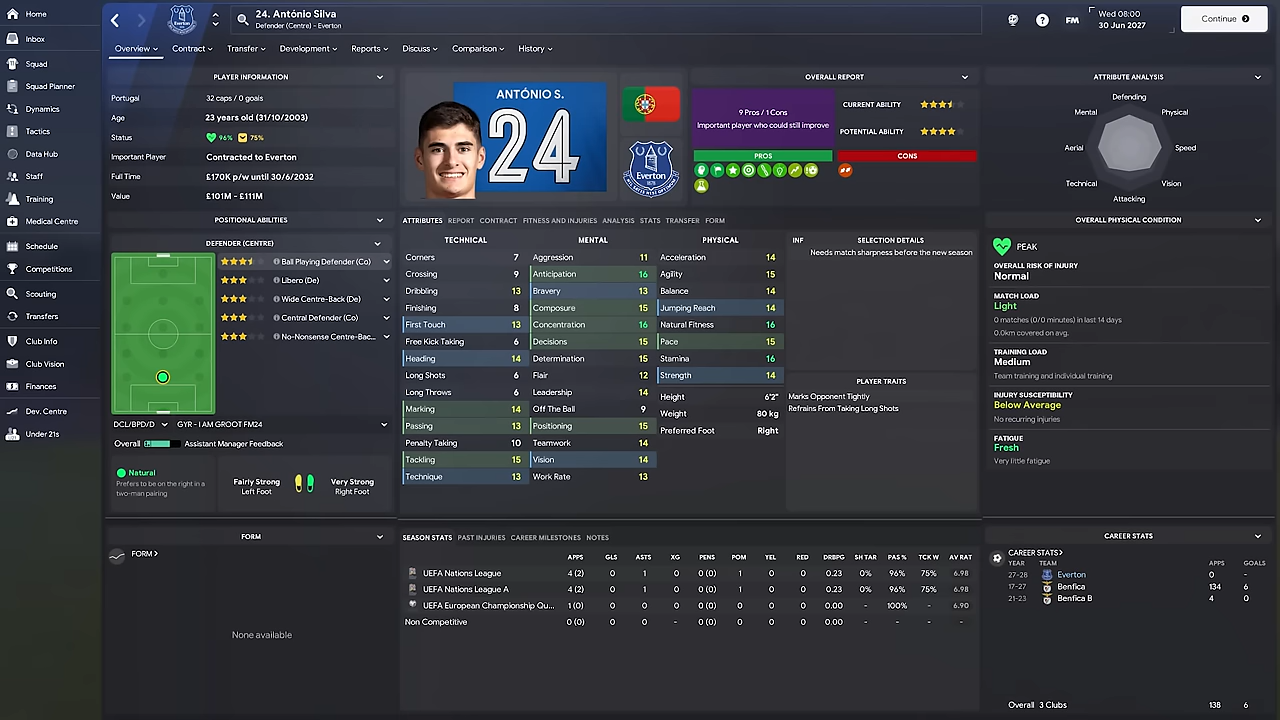 Home
Inbox
Squad
Squad Planner
Dynamics
Tactics
Data Hub
Staff
Training
Medical Centre
Schedule
Competitions
Scouting
Transfers
Club Info
Club Vision
Finances
Dev. Centre
Under 21s
24. António Silva
Defender (Centre) - Everton
FM
Wed 08:00
30 Jun 2027
Continue
Overview Contract Transfer Development Reports Discuss Comparison History
PLAYER INFORMATION
Portugal 32 caps / 0 goals
Age 23 years old (31/10/2003)
Status 96% 75%
Important Player Contracted to Everton
Full Time £170K p/w until 30/6/2032
Value £101M - £111M
POSITIONAL ABILITIES
DEFENDER (CENTRE)
Ball Playing Defender (Co)
Libero (De)
Wide Centre-Back (De)
Central Defender (Co)
No-Nonsense Centre-Bac...
DCL/BPD/D GYR - I AM GROOT FM24
Overall Assistant Manager Feedback
Natural
Prefers to be on the right in a
two-man pairing
Fairly Strong
Left Foot
Very Strong
Right Foot
FORM
FORM >
None available
ANTÓNIO S.
24
Everton
1878
OVERALL REPORT
9 Pros / 1 Cons
Important player who could still improve
CURRENT ABILITY
POTENTIAL ABILITY
PROS CONS
ATTRIBUTES REPORT CONTRACT FITNESS AND INJURIES ANALYSIS STATS TRANSFER FORM
TECHNICAL
Corners 7
Crossing 9
Dribbling 13
Finishing 8
First Touch 13
Free Kick Taking 6
Heading 14
Long Shots 6
Long Throws 6
Marking 14
Passing 13
Penalty Taking 10
Tackling 15
Technique 13
MENTAL
Aggression 11
Anticipation 16
Bravery 13
Composure 15
Concentration 16
Decisions 15
Determination 15
Flair 12
Leadership 14
Off The Ball 9
Positioning 15
Teamwork 14
Vision 14
Work Rate 13
PHYSICAL
Acceleration 14
Agility 15
Balance 14
Jumping Reach 14
Natural Fitness 16
Pace 15
Stamina 16
Strength 14
Height 6'2"
Weight 80 kg
Preferred Foot Right
INF SELECTION DETAILS
Needs match sharpness before the new season
PLAYER TRAITS
Marks Opponent Tightly
Refrains From Taking Long Shots
SEASON STATS PAST INJURIES CAREER MILESTONES NOTES
APPS GLS ASTS XG PENS POM YEL RED DRBPG SH TAR PAS % TCK W AV RAT
UEFA Nations League 4 (2) 0 1 0 0 (0) 1 0 0 0.23 0% 96% 75% 6.98
UEFA Nations League A 4 (2) 0 1 0 0 (0) 1 0 0 0.23 0% 96% 75% 6.98
UEFA European Championship Qu... 1 (0) 0 0 0 0 (0) 0 0 0 0.00 - 100% - 6.90
Non Competitive 0 (0) 0 0 - 0 (0) 0 0 0 0.00 - - - -
ATTRIBUTE ANALYSIS
Defending
Mental Physical
Aerial Speed
Technical Vision
Attacking
OVERALL PHYSICAL CONDITION
PEAK
OVERALL RISK OF INJURY
Normal
MATCH LOAD
Light
0 matches (0/0 minutes) in last 14 days
0.0km covered on avg.
TRAINING LOAD
Medium
Team training and individual training
INJURY SUSCEPTIBILITY
Below Average
No recurring injuries
FATIGUE
Fresh
Very little fatigue
CAREER STATS
CAREER STATS>
YEAR TEAM APPS GOALS
27-28 Everton 0 -
17-27 Benfica 134 6
21-23 Benfica B 4 0
Overall 3 Clubs 138 6